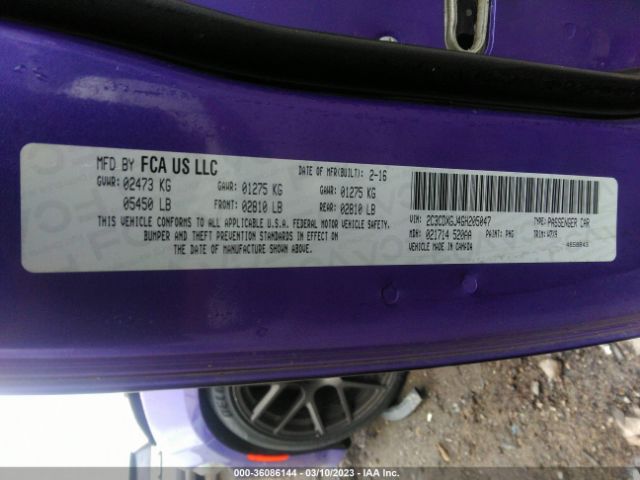 MFD BY FCA US LLC DATE OF MFR(BUILT): 2-16
GVWR: 02473 KG GAWR: 01275 KG GAWR: 01275 KG
05450 LB FRONT: 02810 LB REAR: 02810 LB
THIS VEHICLE CONFORMS TO ALL APPLICABLE U.S.A. FEDERAL MOTOR VEHICLE SAFETY,
BUMPER AND THEFT PREVENTION STANDARDS IN EFFECT ON
THE DATE OF MANUFACTURE SHOWN ABOVE.
VIN: 2C3CDXGJ4GH205047 TYPE: PASSENGER CAR
MDH: 021714 520AA PAINT: PHG TRIM: W7X9
MADE IN CANADA
000-36086144 — 03/10/2023 — IAA Inc.